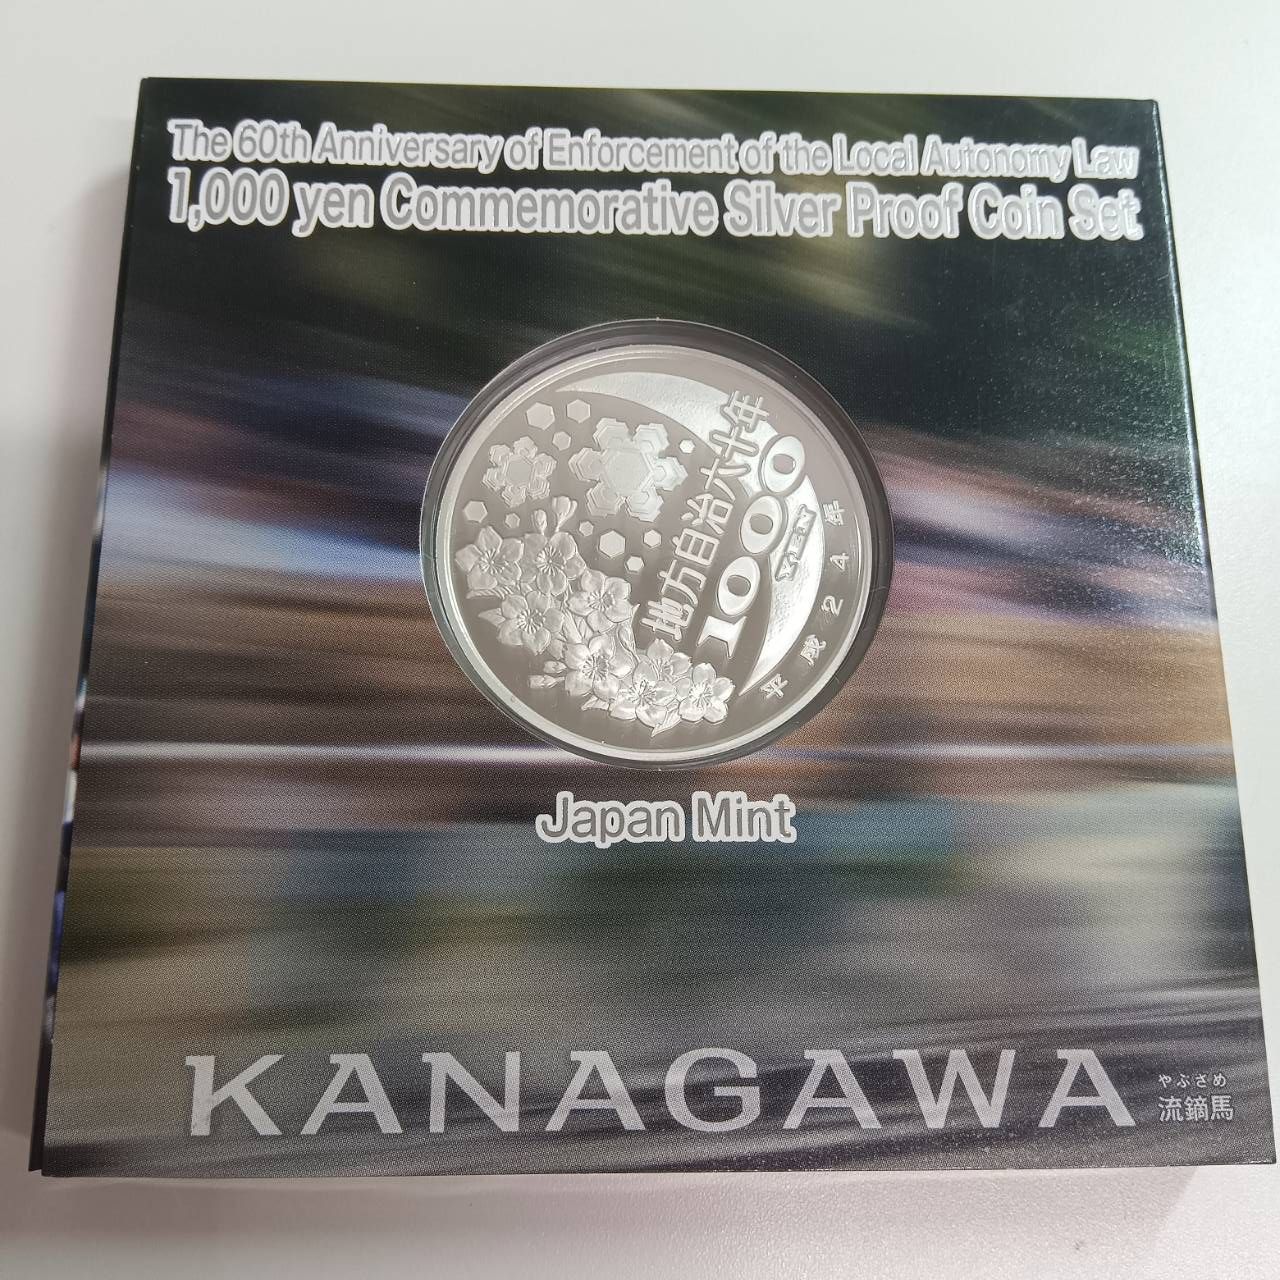 The 60th Anniversary of Enforcement of the Local Autonomy Law
1,000 yen Commemorative Silver Proof Coin Set
地方自治六十年
1000
YEN
平成24年
Japan Mint
KANAGAWA
やぶさめ
流鏑馬